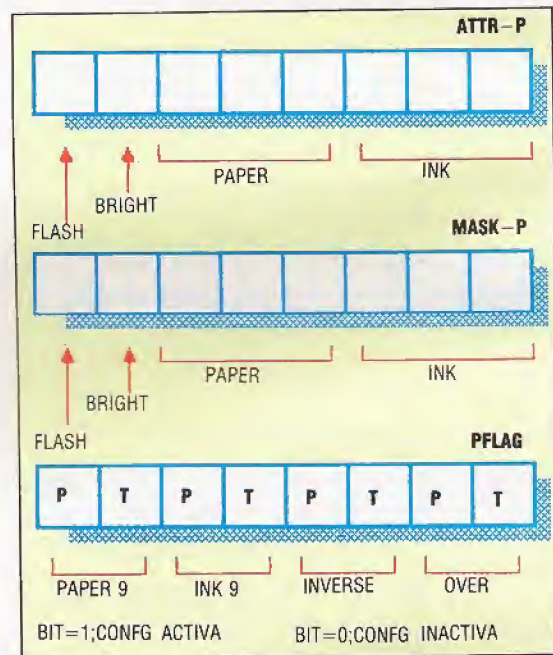 ATTR-P
PAPER INK
BRIGHT
FLASH
MASK-P
PAPER INK
BRIGHT
FLASH
PFLAG
P T P T P T P T
PAPER 9 INK 9 INVERSE OVER
BIT=1;CONFG ACTIVA BIT=0;CONFG INACTIVA